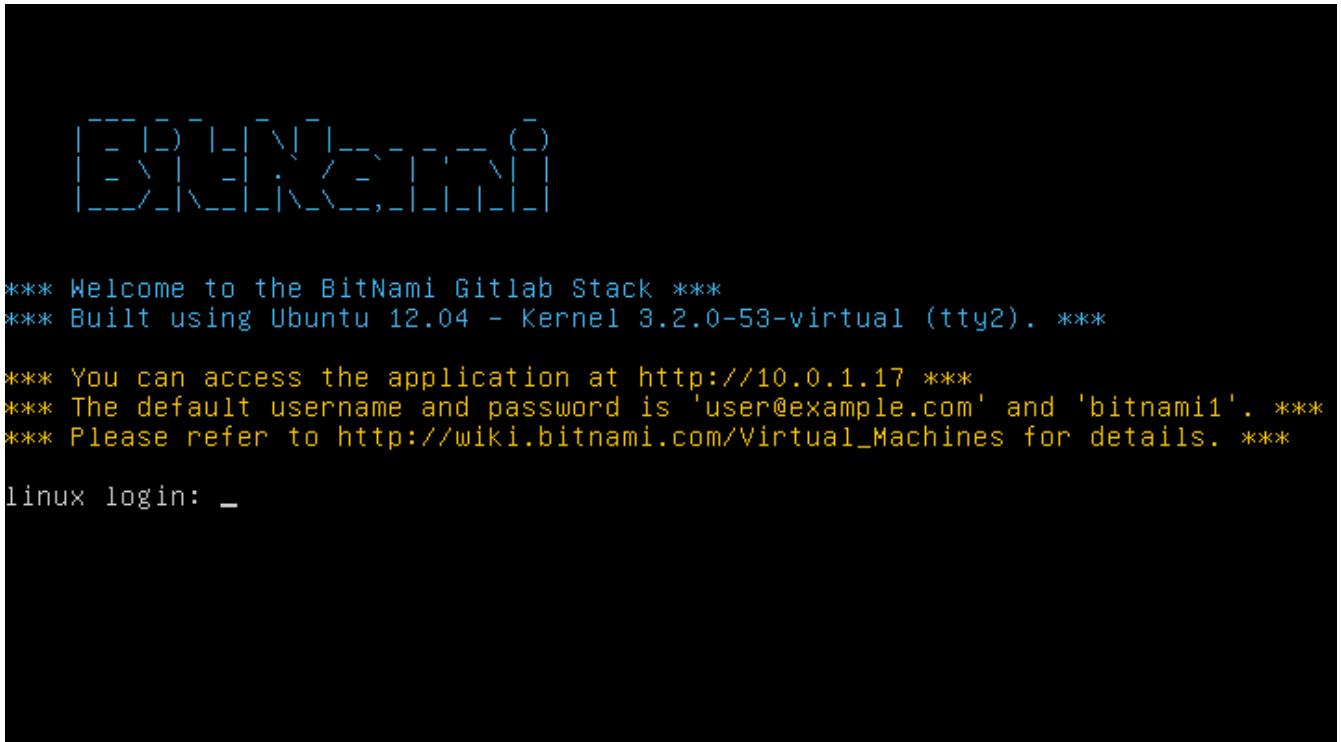 BitNami
*** Welcome to the BitNami Gitlab Stack ***
*** Built using Ubuntu 12.04 - Kernel 3.2.0-53-virtual (tty2). ***
*** You can access the application at http://10.0.1.17 ***
*** The default username and password is 'user@example.com' and 'bitnami1'. ***
*** Please refer to http://wiki.bitnami.com/Virtual_Machines for details. ***
linux login: _